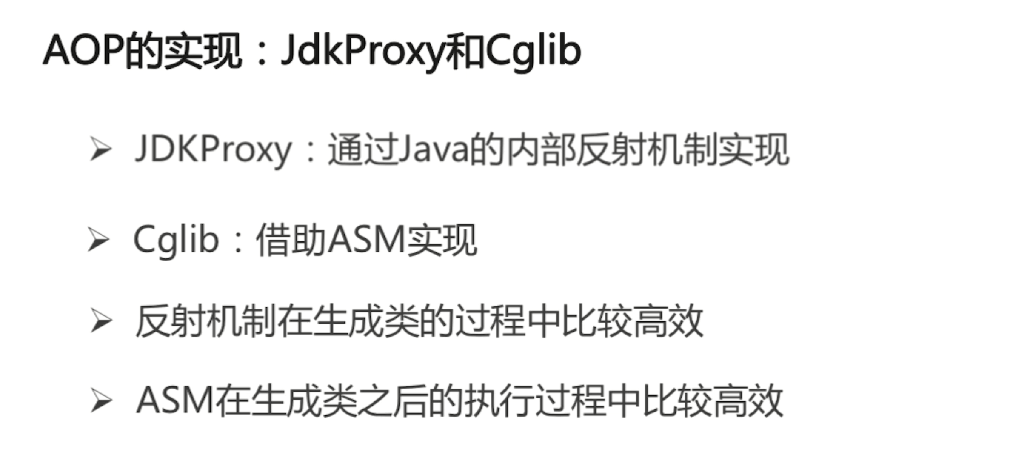 AOP的实现：JdkProxy和Cglib
➢ JDKProxy：通过Java的内部反射机制实现
➢ Cglib：借助ASM实现
➢ 反射机制在生成类的过程中比较高效
➢ ASM在生成类之后的执行过程中比较高效